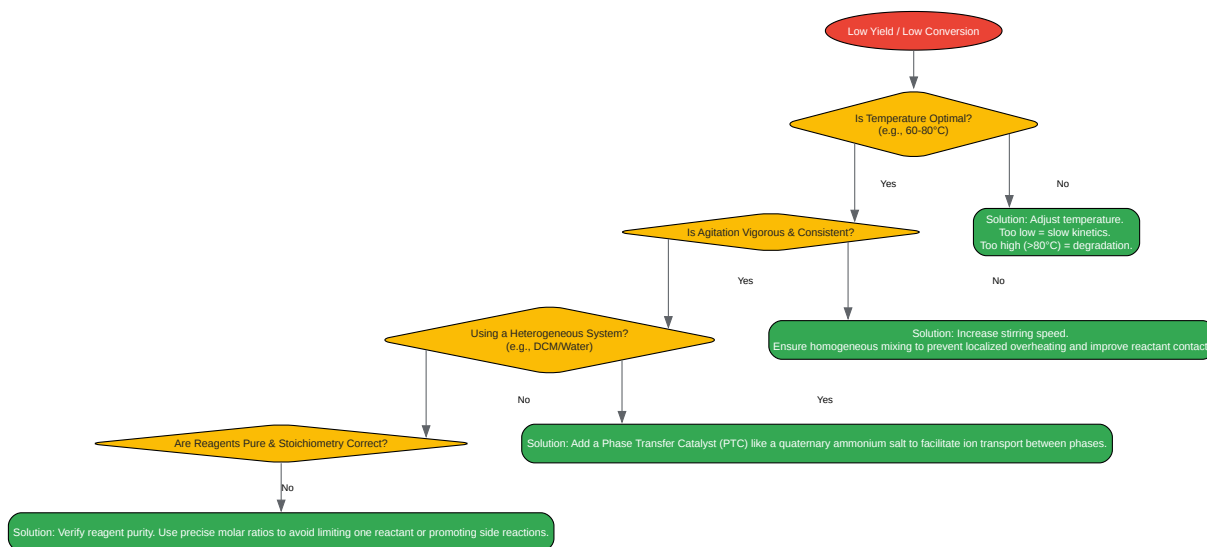 Low Yield / Low Conversion
Is Temperature Optimal?
(e.g., 60-80°C)
Yes
No
Solution: Adjust temperature.
Too low = slow kinetics.
Too high (>80°C) = degradation.
Is Agitation Vigorous & Consistent?
Yes
No
Solution: Increase stirring speed.
Ensure homogeneous mixing to prevent localized overheating and improve reactant contact
Using a Heterogeneous System?
(e.g., DCM/Water)
No
Yes
Solution: Add a Phase Transfer Catalyst (PTC) like a quaternary ammonium salt to facilitate ion transport between phases.
Are Reagents Pure & Stoichiometry Correct?
No
Solution: Verify reagent purity. Use precise molar ratios to avoid limiting one reactant or promoting side reactions.